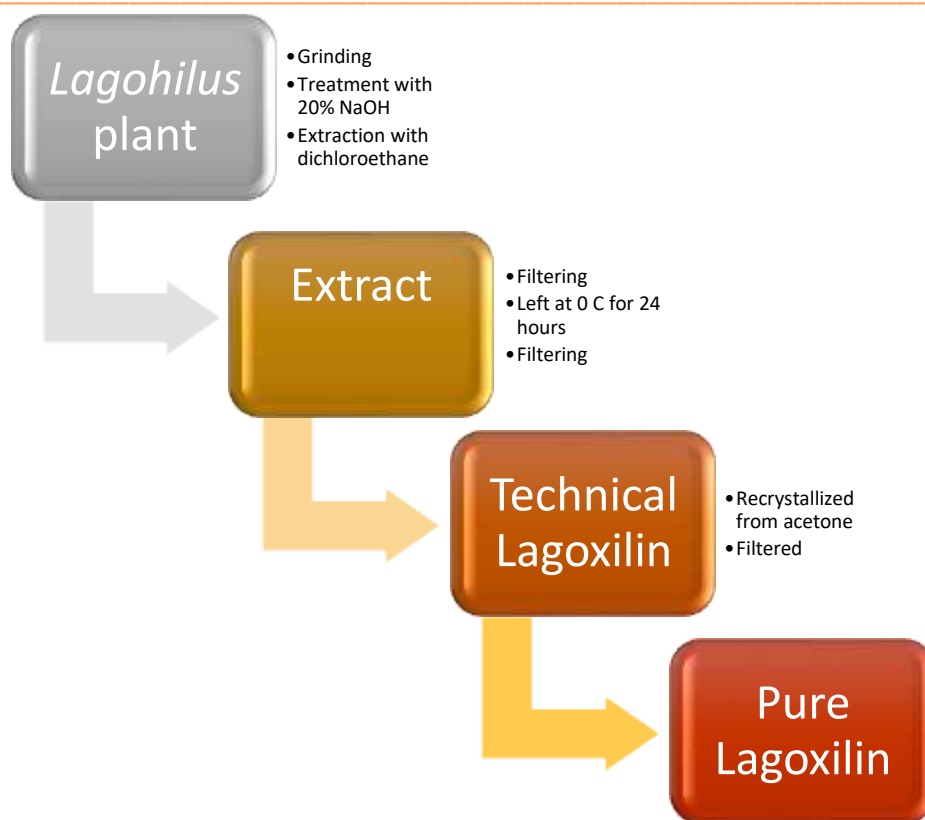 Lagohilus
plant
•Grinding
•Treatment with
20% NaOH
•Extraction with
dichloroethane
Extract
•Filtering
•Left at 0 C for 24
hours
•Filtering
Technical
Lagoxilin
•Recrystallized
from acetone
•Filtered
Pure
Lagoxilin